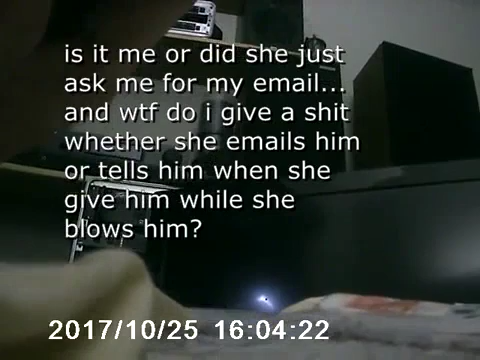 is it me or did she just
ask me for my email...
and wtf do i give a shit
whether she emails him
or tells him when she
give him while she
blows him?
2017/10/25 16:04:22